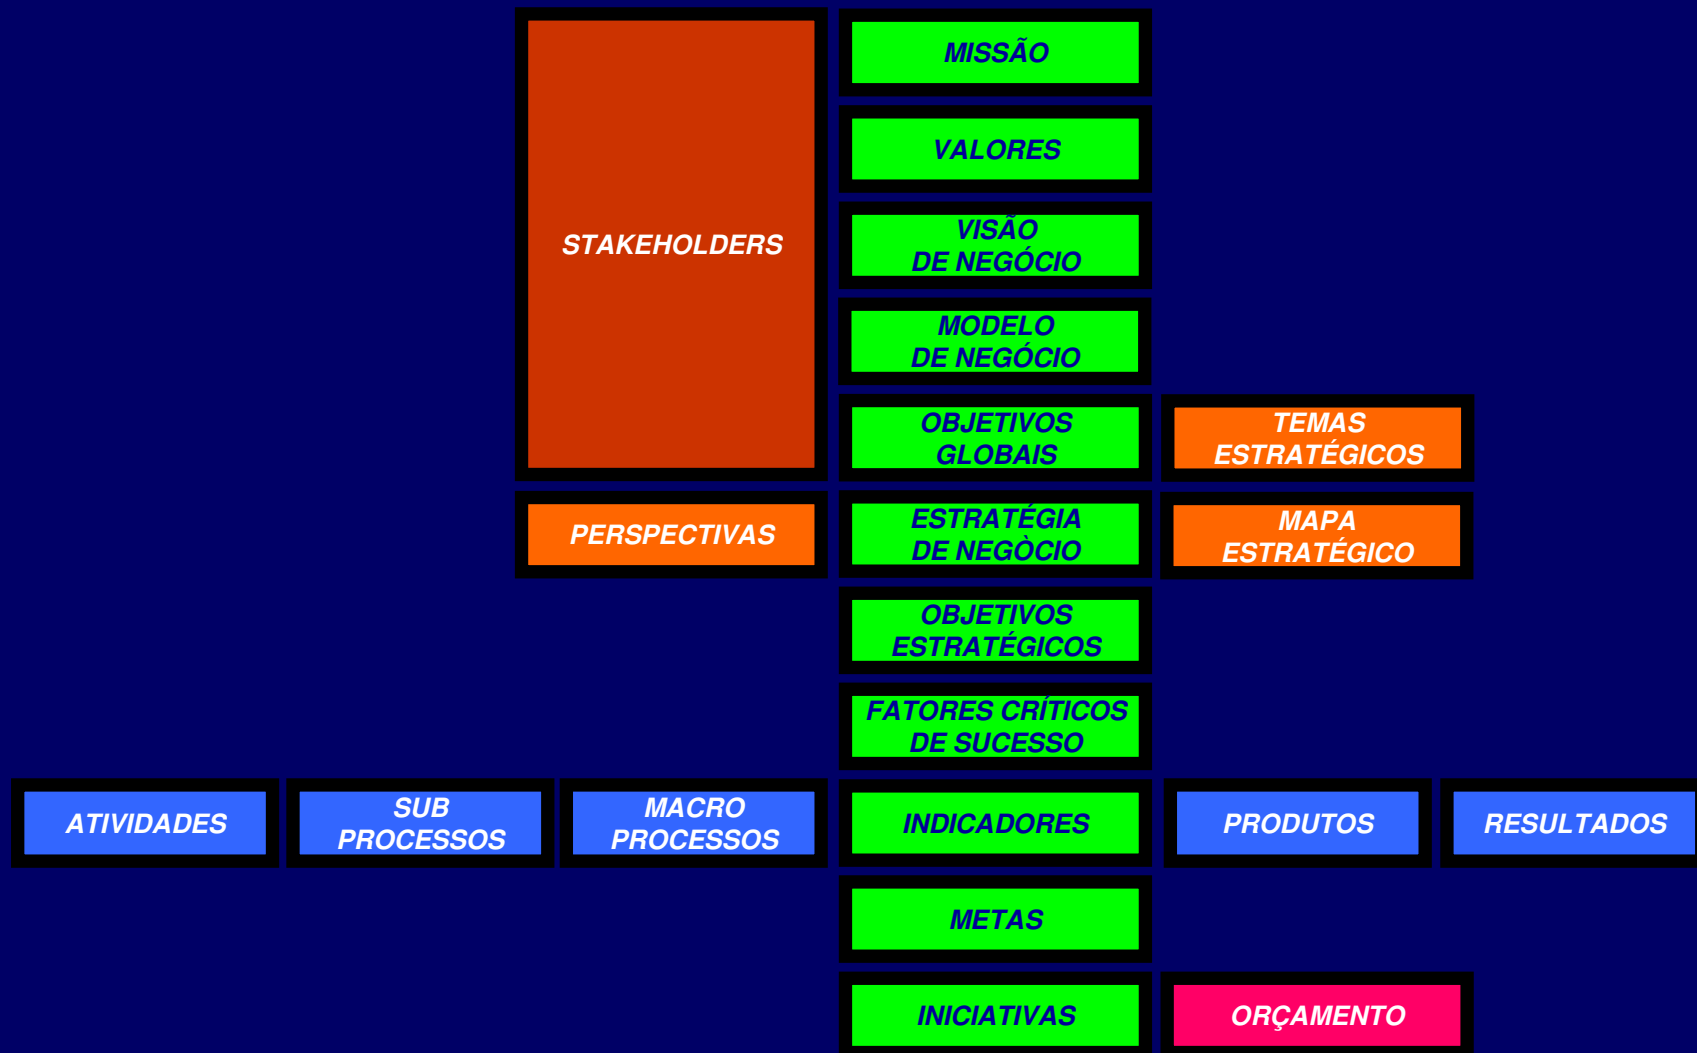 MISSÃO
VALORES
STAKEHOLDERS
VISÃO
DE NEGÓCIO
MODELO
DE NEGÓCIO
OBJETIVOS
GLOBAIS
TEMAS
ESTRATÉGICOS
PERSPECTIVAS
ESTRATÉGIA
DE NEGÒCIO
MAPA
ESTRATÉGICO
OBJETIVOS
ESTRATÉGICOS
FATORES CRÍTICOS
DE SUCESSO
ATIVIDADES
SUB
PROCESSOS
MACRO
PROCESSOS
INDICADORES
PRODUTOS
RESULTADOS
METAS
INICIATIVAS
ORÇAMENTO